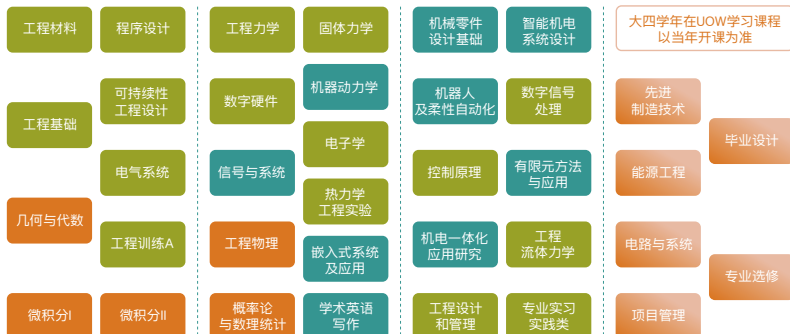 工程材料
工程基础
几何与代数
微积分I
程序设计
可持续性
工程设计
电气系统
工程训练A
微积分II
工程力学
数字硬件
信号与系统
工程物理
概率论
与数理统计
固体力学
机器动力学
电子学
热力学
工程实验
嵌入式系统
及应用
学术英语
写作
机械零件
设计基础
机器人
及柔性自动化
控制原理
机电一体化
应用研究
工程设计
和管理
智能机电
系统设计
数字信号
处理
有限元方法
与应用
工程
流体力学
专业实习
实践类
大四学年在UOW学习课程
以当年开课为准
先进
制造技术
能源工程
电路与系统
项目管理
毕业设计
专业选修